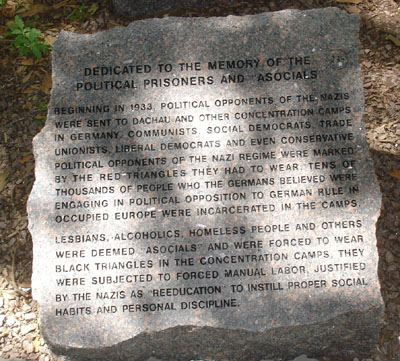 DEDICATED TO THE MEMORY OF THE
POLITICAL PRISONERS AND "ASOCIALS"
BEGINNING IN 1933, POLITICAL OPPONENTS OF THE NAZIS
WERE SENT TO DACHAU AND OTHER CONCENTRATION CAMPS
IN GERMANY. COMMUNISTS, SOCIAL DEMOCRATS, TRADE
UNIONISTS, LIBERAL DEMOCRATS AND EVEN CONSERVATIVE
POLITICAL OPPONENTS OF THE NAZI REGIME WERE MARKED
BY THE RED TRIANGLES THEY HAD TO WEAR. TENS OF
THOUSANDS OF PEOPLE WHO THE GERMANS BELIEVED WERE
ENGAGING IN POLITICAL OPPOSITION TO GERMAN RULE IN
OCCUPIED EUROPE WERE INCARCERATED IN THE CAMPS.
LESBIANS, ALCOHOLICS, HOMELESS PEOPLE AND OTHERS
WERE DEEMED "ASOCIALS" AND WERE FORCED TO WEAR
BLACK TRIANGLES IN THE CONCENTRATION CAMPS. THEY
WERE SUBJECTED TO FORCED MANUAL LABOR, JUSTIFIED
BY THE NAZIS AS "REEDUCATION" TO INSTILL PROPER SOCIAL
HABITS AND PERSONAL DISCIPLINE.